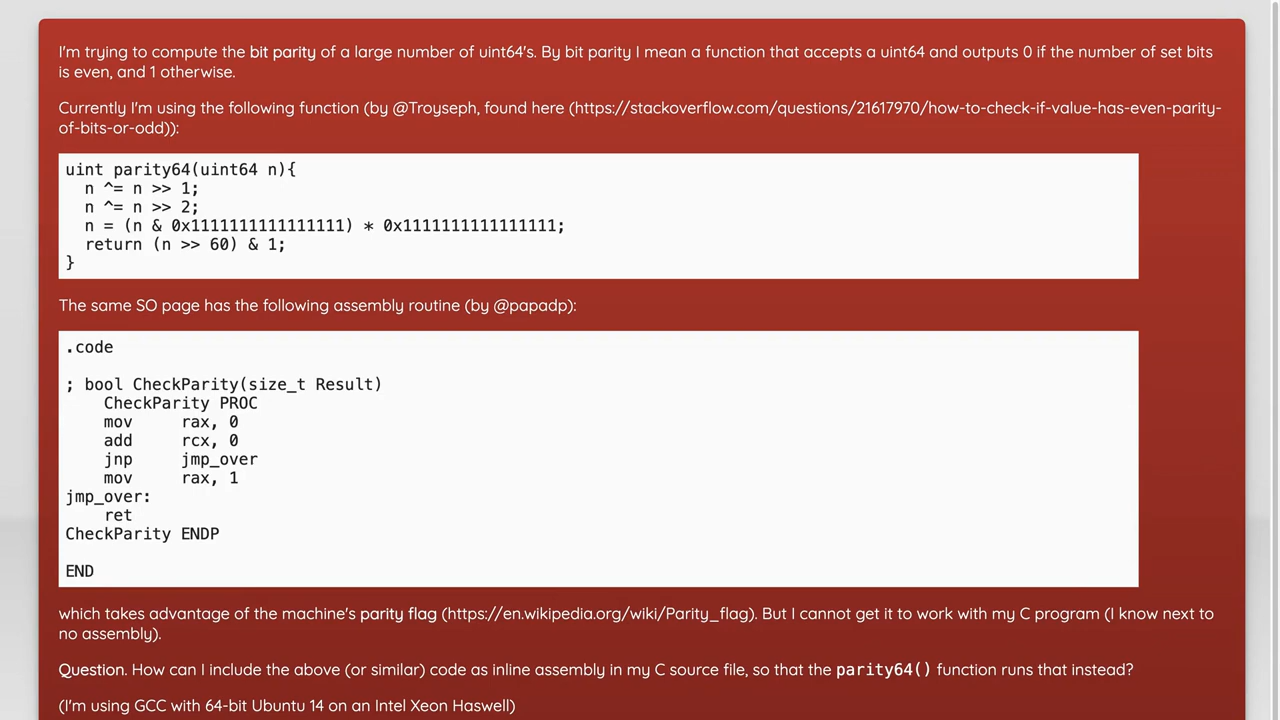 I'm trying to compute the bit parity of a large number of uint64's. By bit parity I mean a function that accepts a uint64 and outputs 0 if the number of set bits
is even, and 1 otherwise.
Currently I'm using the following function (by @Troyseph, found here (https://stackoverflow.com/questions/21617970/how-to-check-if-value-has-even-parity-
of-bits-or-odd)):
uint parity64(uint64 n){
  n ^= n >> 1;
  n ^= n >> 2;
  n = (n & 0x1111111111111111) * 0x1111111111111111;
  return (n >> 60) & 1;
}
The same SO page has the following assembly routine (by @papadp):
.code
; bool CheckParity(size_t Result)
    CheckParity PROC
    mov     rax, 0
    add     rcx, 0
    jnp     jmp_over
    mov     rax, 1
jmp_over:
    ret
CheckParity ENDP
END
which takes advantage of the machine's parity flag (https://en.wikipedia.org/wiki/Parity_flag). But I cannot get it to work with my C program (I know next to
no assembly).
Question. How can I include the above (or similar) code as inline assembly in my C source file, so that the parity64() function runs that instead?
(I'm using GCC with 64-bit Ubuntu 14 on an Intel Xeon Haswell)